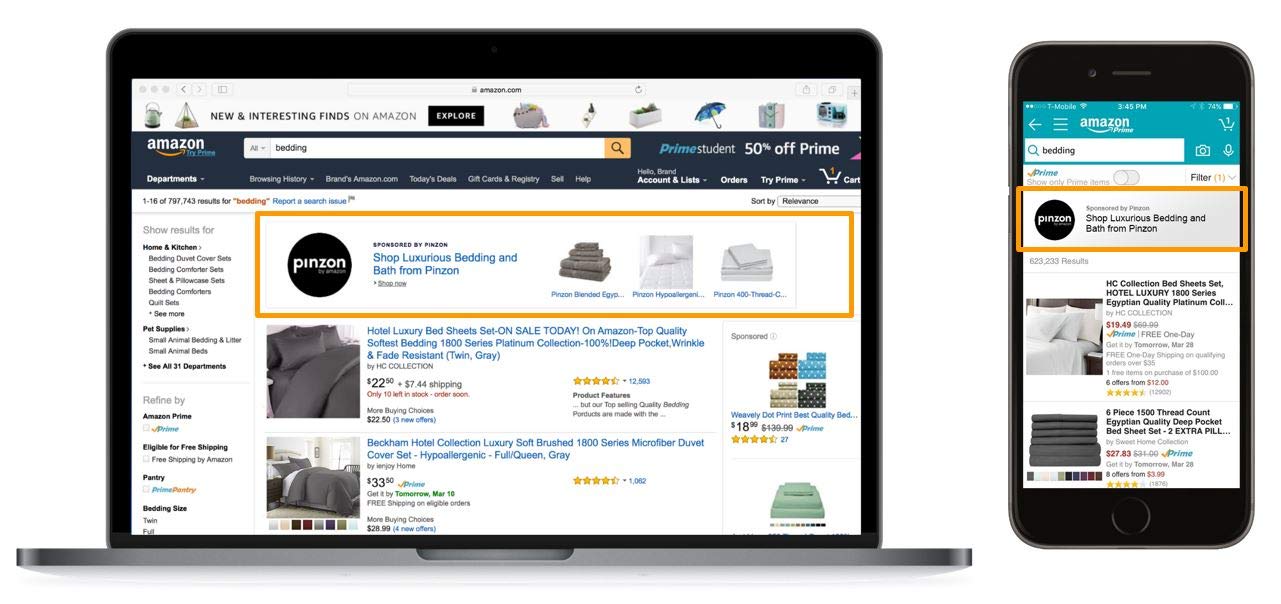 amazon.com
NEW & INTERESTING FINDS ON AMAZON EXPLORE
amazon Try Prime
All bedding
Primestudent 50% off Prime
Departments
Browsing History Brand's Amazon.com Today's Deals Gift Cards & Registry Sell Help
Hello, Brand
Account & Lists Orders Try Prime 1 Cart
1-16 of 797,743 results for "bedding" Report a search issue
Sort by Relevance
Show results for
Home & Kitchen ›
Bedding Duvet Cover Sets
Bedding Comforter Sets
Sheet & Pillowcase Sets
Bedding Comforters
Quilt Sets
See more
Pet Supplies ›
Small Animal Bedding & Litter
Small Animal Beds
See All 31 Departments
Refine by
Amazon Prime
Prime
Eligible for Free Shipping
Free Shipping by Amazon
Pantry
PrimePantry
Bedding Size
Twin
Full
pinzon
by amazon
SPONSORED BY PINZON
Shop Luxurious Bedding and
Bath from Pinzon
› Shop now
Pinzon Blended Egyp... Pinzon Hypoallergeni... Pinzon 400-Thread-C...
Hotel Luxury Bed Sheets Set-ON SALE TODAY! On Amazon-Top Quality
Softest Bedding 1800 Series Platinum Collection-100%!Deep Pocket,Wrinkle
& Fade Resistant (Twin, Gray)
by HC COLLECTION
$22.50 + $7.44 shipping
Only 10 left in stock - order soon.
More Buying Choices
$22.50 (3 new offers)
12,593
Product Features
... but our Top selling Quality Bedding
Porducts are made with the ...
Beckham Hotel Collection Luxury Soft Brushed 1800 Series Microfiber Duvet
Cover Set - Hypoallergenic - Full/Queen, Gray
by ienjoy Home
$33.50 Prime
Get it by Tomorrow, Mar 10
FREE Shipping on eligible orders
More Buying Choices
$28.99 (4 new offers)
1,062
Sponsored
Weavely Dot Print Best Quality Bed...
$18.99 $139.99 Prime
27
T-Mobile 3:45 PM 74%
amazon Prime 1
bedding
Prime
Show only Prime items
Filter (1)
pinzon
by amazon
Sponsored by Pinzon
Shop Luxurious Bedding and
Bath from Pinzon
623,233 Results
HC Collection Bed Sheets Set,
HOTEL LUXURY 1800 Series
Egyptian Quality Platinum Coll...
by HC COLLECTION
$19.49 $69.99
Prime | FREE One-Day
Get it by Tomorrow, Mar 28
FREE One-Day Shipping on qualifying
orders over $35
1 free items on purchase of $100.00
6 offers from $12.00
(12902)
6 Piece 1500 Thread Count
Egyptian Quality Deep Pocket
Bed Sheet Set - 2 EXTRA PILL...
by Sweet Home Collection
$27.83 $31.00 Prime
Get it by Tomorrow, Mar 28
8 offers from $3.99
(1876)